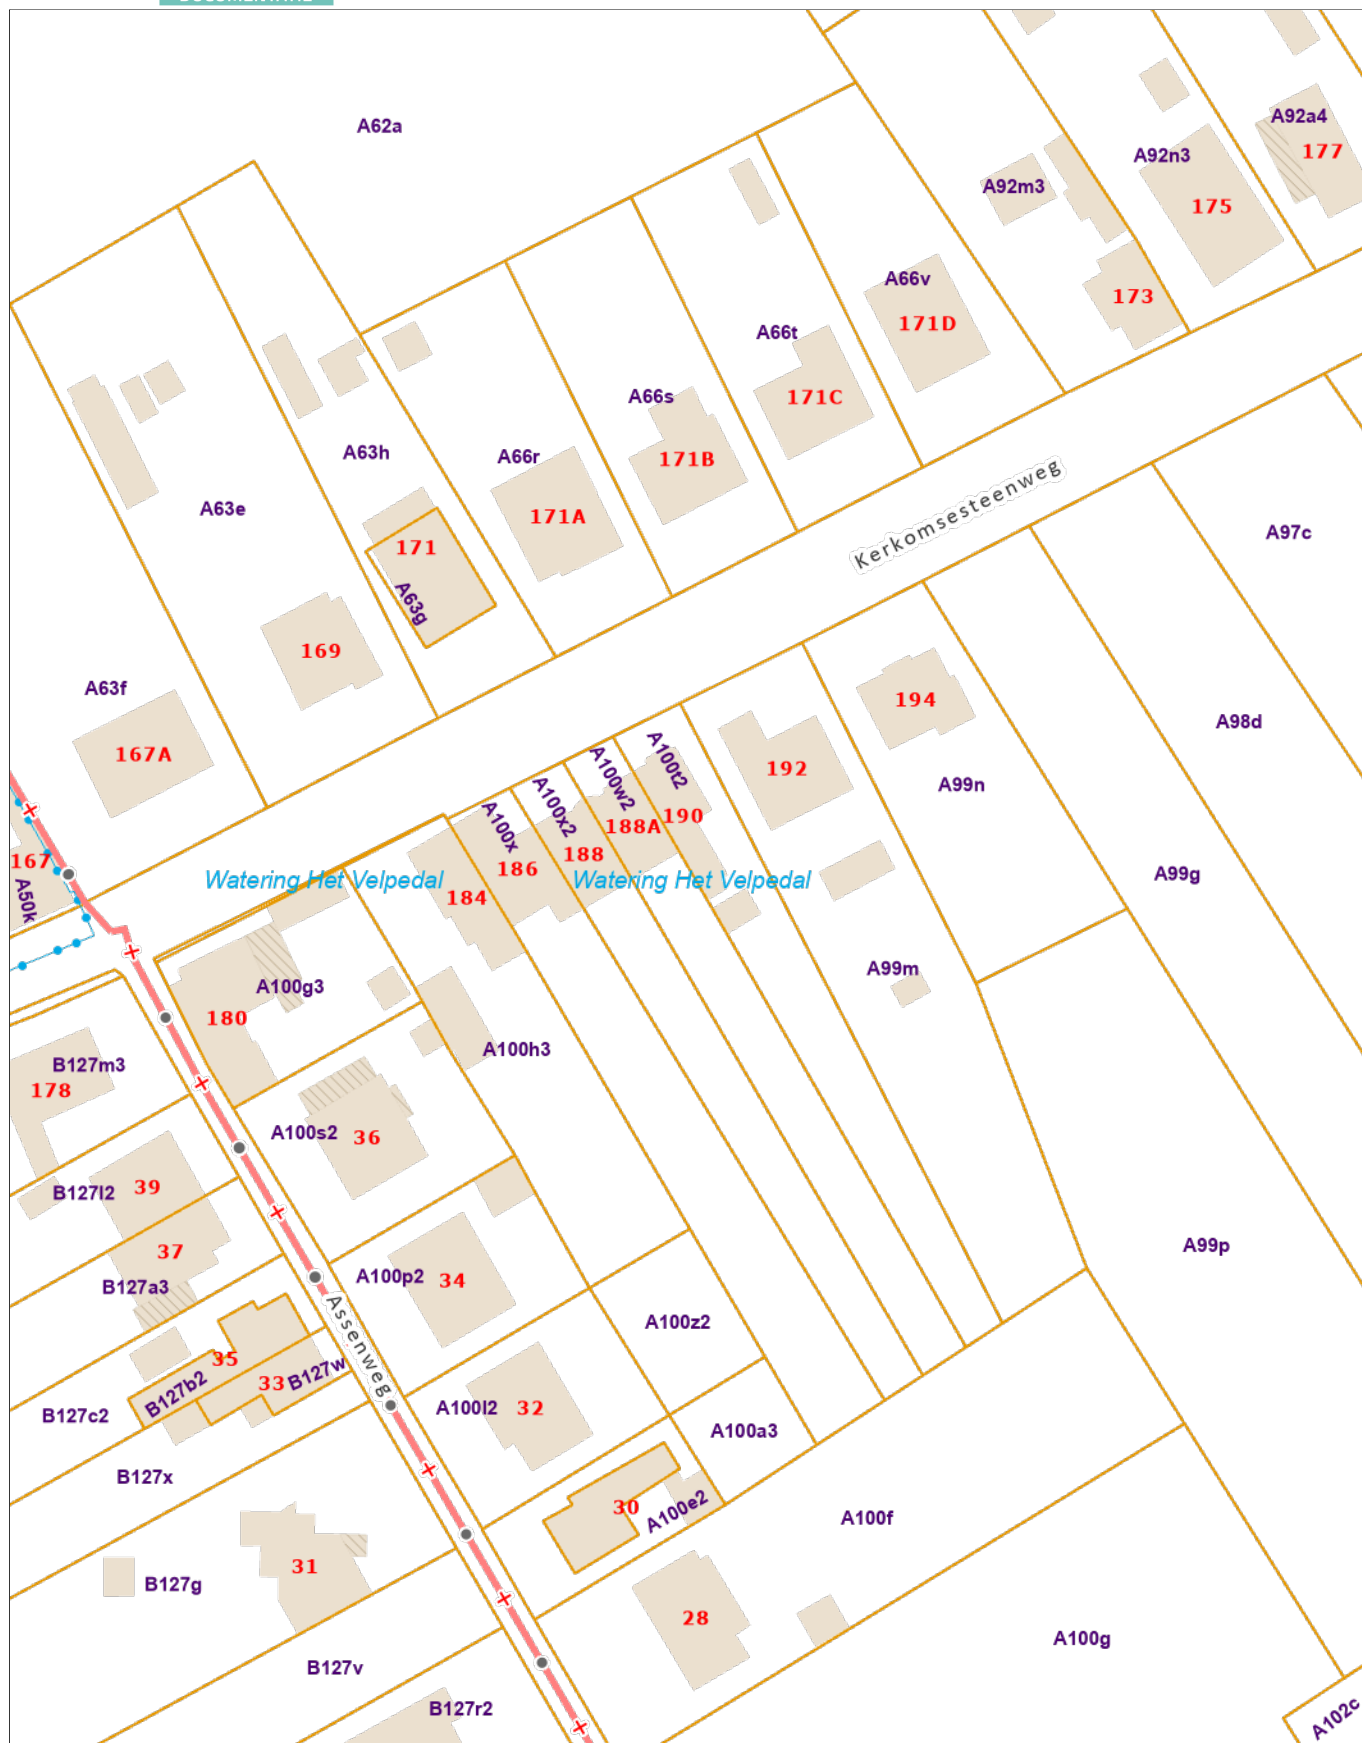 A62a
A92a4
177
A92n3
A92m3
175
A66v
173
171D
A66t
171C
A66s
A63h
A66r
171B
Kerkomsesteenweg
A63e
171A
A97c
171
A63g
169
A63f
194
A98d
167A
192
A100t2
A100w2
A99n
A100x2
A100x
190
188A
188
167
186
A99g
Watering Het Velpedal
Watering Het Velpedal
A50k
184
A99m
A100g3
180
A100h3
B127m3
178
A100s2
36
39
B127l2
37
A99p
A100p2
34
B127a3
A100z2
Assenweg
35
33
B127w
B127b2
A100l2
32
B127c2
A100a3
B127x
30
A100e2
A100f
31
B127g
28
A100g
B127v
B127r2
A102c